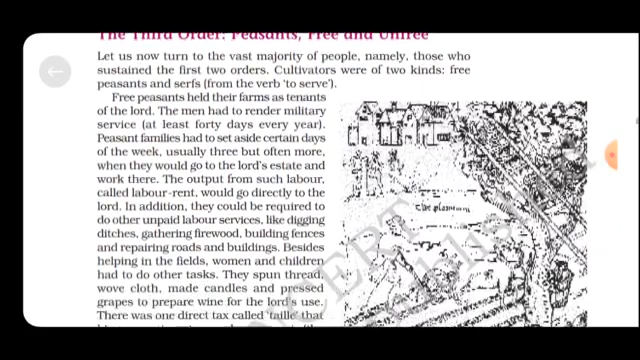 The Third Order: Peasants, Free and Unfree
Let us now turn to the vast majority of people, namely, those who
sustained the first two orders. Cultivators were of two kinds: free
peasants and serfs (from the verb ‘to serve’).
Free peasants held their farms as tenants
of the lord. The men had to render military
service (at least forty days every year).
Peasant families had to set aside certain days
of the week, usually three but often more,
when they would go to the lord’s estate and
work there. The output from such labour,
called labour-rent, would go directly to the
lord. In addition, they could be required to
do other unpaid labour services, like digging
ditches, gathering firewood, building fences
and repairing roads and buildings. Besides
helping in the fields, women and children
had to do other tasks. They spun thread,
wove cloth, made candles and pressed
grapes to prepare wine for the lord’s use.
There was one direct tax called ‘taille’ that
NCERT